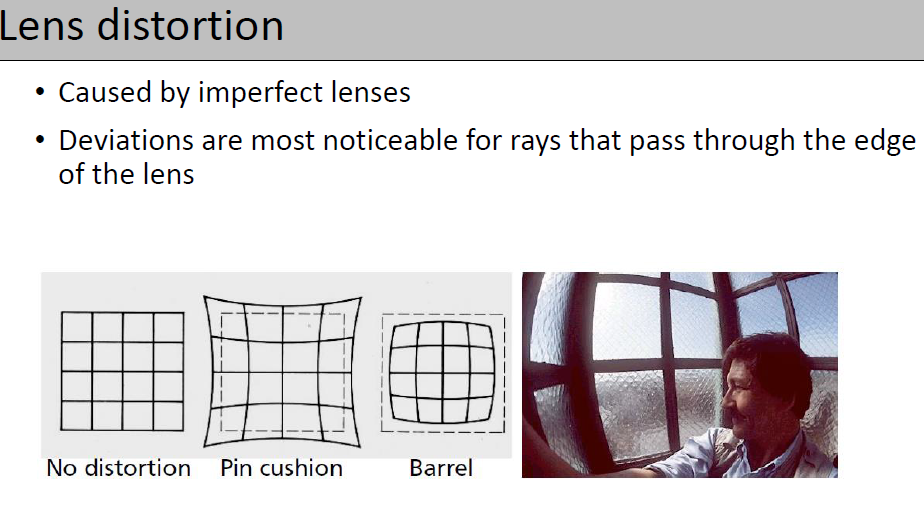 Lens distortion
• Caused by imperfect lenses
• Deviations are most noticeable for rays that pass through the edge
of the lens
No distortion
Pin cushion
Barrel